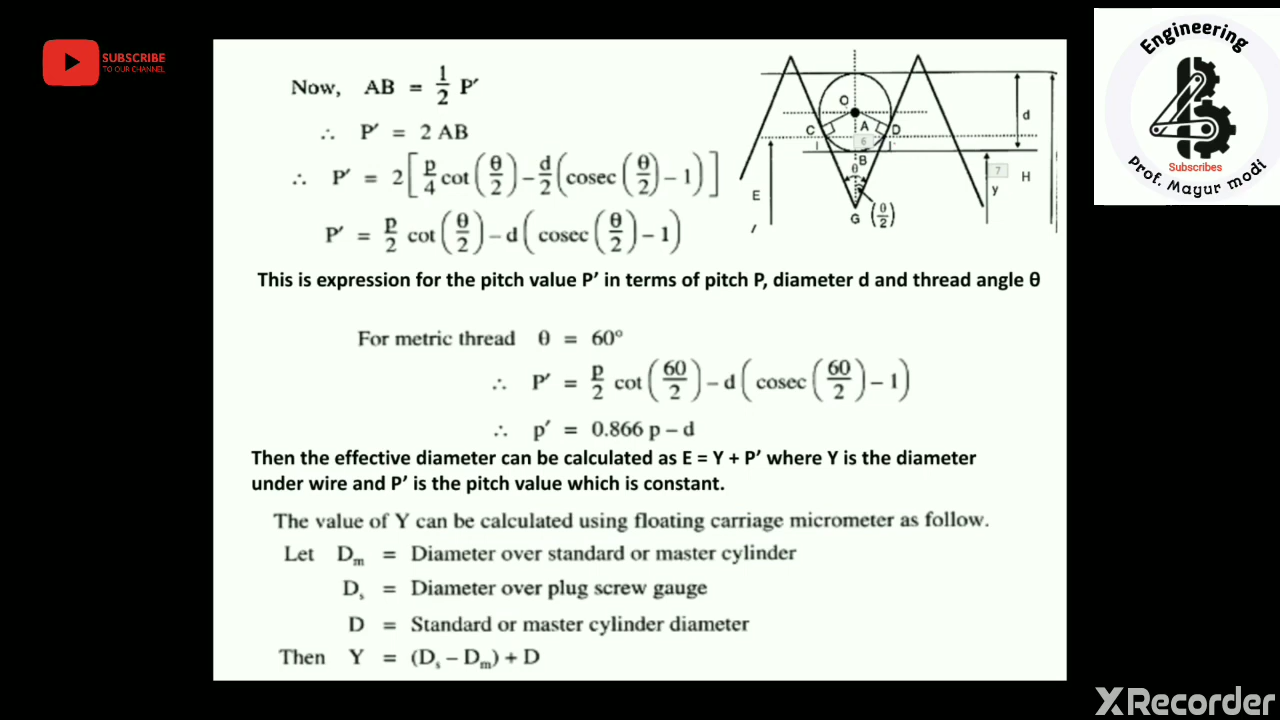 SUBSCRIBE
TO OUR CHANNEL
Engineering
Subscribes
Prof. Mayur modi
Now, AB = 1/2 P′
∴ P′ = 2 AB
∴ P′ = 2[p/4 cot(θ/2) – d/2(cosec(θ/2) – 1)]
P′ = p/2 cot(θ/2) – d(cosec(θ/2) – 1)
O
C
A
D
6
B
θ
G
(θ/2)
E
d
7
y
H
This is expression for the pitch value P′ in terms of pitch P, diameter d and thread angle θ
For metric thread θ = 60°
∴ P′ = p/2 cot(60/2) – d(cosec(60/2) – 1)
∴ p′ = 0.866 p – d
Then the effective diameter can be calculated as E = Y + P′ where Y is the diameter
under wire and P′ is the pitch value which is constant.
The value of Y can be calculated using floating carriage micrometer as follow.
Let Dm = Diameter over standard or master cylinder
Ds = Diameter over plug screw gauge
D = Standard or master cylinder diameter
Then Y = (Ds – Dm) + D
XRecorder